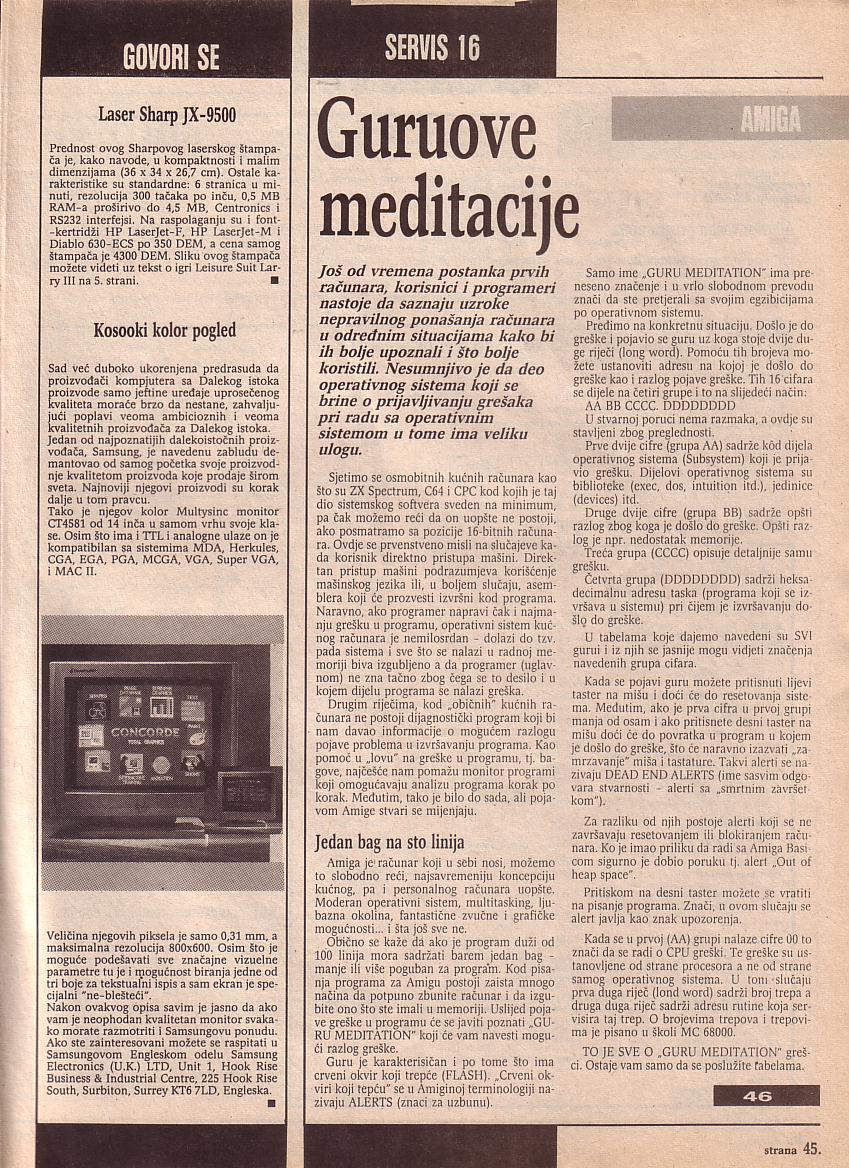 GOVORI SE
Laser Sharp JX-9500
Prednost ovog Sharpovog laserskog štampa-
ča je, kako navode, u kompaktnosti i malim
dimenzijama (36 x 34 x 26,7 cm). Ostale ka-
rakteristike su standardne: 6 stranica u mi-
nuti, rezolucija 300 tačaka po inču, 0,5 MB
RAM-a proširivo do 4,5 MB, Centronics i
RS232 interfejsi. Na raspolaganju su i font-
-kertridži HP LaserJet-F, HP LaserJet-M i
Diablo 630-ECS po 350 DEM, a cena samog
štampača je 4300 DEM. Sliku ovog štampača
možete videti uz tekst o igri Leisure Suit Lar-
ry III na 5. strani.
Kosooki kolor pogled
Sad već duboko ukorenjena predrasuda da
proizvođači kompjutera sa Dalekog istoka
proizvode samo jeftine uređaje uprosečenog
kvaliteta moraće brzo da nestane, zahvalju-
jući poplavi veoma ambicioznih i veoma
kvalitetnih proizvođača za Dalekog istoka.
Jedan od najpoznatijih dalekoistočnih proiz-
vođača, Samsung, je navedenu zabludu de-
mantovao od samog početka svoje proizvod-
nje kvalitetom proizvoda koje prodaje širom
sveta. Najnoviji njegovi proizvodi su korak
dalje u tom pravcu.
Tako je njegov kolor Multysinc monitor
CT4581 od 14 inča u samom vrhu svoje kla-
se. Osim što ima i TTL i analogne ulaze on je
kompatibilan sa sistemima MDA, Herkules,
CGA, EGA, PGA, MCGA, VGA, Super VGA,
i MAC II.
CONCORDE
TOTAL GRAPHICS
Veličina njegovih piksela je samo 0,31 mm, a
maksimalna rezolucija 800x600. Osim što je
moguće podešavati sve značajne vizuelne
parametre tu je i mogućnost biranja jedne od
tri boje za tekstualni ispis a sam ekran je spe-
cijalni "ne-blešteći".
Nakon ovakvog opisa savim je jasno da ako
vam je neophodan kvalitetan monitor svaka-
ko morate razmotriti i Samsungovu ponudu.
Ako ste zainteresovani možete se raspitati u
Samsungovom Engleskom odelu Samsung
Electronics (U.K.) LTD, Unit 1, Hook Rise
Business & Industrial Centre, 225 Hook Rise
South, Surbiton, Surrey KT6 7LD, Engleska.
SERVIS 16
AMIGA
Guruove
meditacije
Još od vremena postanka prvih
računara, korisnici i programeri
nastoje da saznaju uzroke
nepravilnog ponašanja računara
u određnim situacijama kako bi
ih bolje upoznali i što bolje
koristili. Nesumnjivo je da deo
operativnog sistema koji se
brine o prijavljivanju grešaka
pri radu sa operativnim
sistemom u tome ima veliku
ulogu.
Sjetimo se osmobitnih kućnih računara kao
što su ZX Spectrum, C64 i CPC kod kojih je taj
dio sistemskog softvera sveden na minimum,
pa čak možemo reći da on uopšte ne postoji,
ako posmatramo sa pozicije 16-bitnih računa-
ra. Ovdje se prvenstveno misli na slučajeve ka-
da korisnik direktno pristupa mašini. Direk-
tan pristup mašini podrazumjeva korišćenje
mašinskog jezika ili, u boljem slučaju, asem-
blera koji će prozvesti izvršni kod programa.
Naravno, ako programer napravi čak i najma-
nju grešku u programu, operativni sistem kuć-
nog računara je nemilosrdan - dolazi do tzv.
pada sistema i sve što se nalazi u radnoj me-
moriji biva izgubljeno a da programer (uglav-
nom) ne zna tačno zbog čega se to desilo i u
kojem dijelu programa se nalazi greška.
Drugim riječima, kod „običnih" kućnih ra-
čunara ne postoji dijagnostički program koji bi
nam davao informacije o mogućem razlogu
pojave problema u izvršavanju programa. Kao
pomoć u „lovu" na greške u programu, tj. ba-
gove, najčešće nam pomažu monitor programi
koji omogućavaju analizu programa korak po
korak. Međutim, tako je bilo do sada, ali poja-
vom Amige stvari se mijenjaju.
Jedan bag na sto linija
Amiga je računar koji u sebi nosi, možemo
to slobodno reći, najsavremeniju koncepciju
kućnog, pa i personalnog računara uopšte.
Moderan operativni sistem, multitasking, lju-
bazna okolina, fantastične zvučne i grafičke
mogućnosti... i šta još sve ne.
Obično se kaže da ako je program duži od
100 linija mora sadržati barem jedan bag -
manje ili više poguban za program. Kod pisa-
nja programa za Amigu postoji zaista mnogo
načina da potpuno zbunite računar i da izgu-
bite ono što ste imali u memoriji. Uslijed poja-
ve greške u programu će se javiti poznati „GU-
RU MEDITATION" koji će vam navesti mogu-
ći razlog greške.
Guru je karakterisičan i po tome što ima
crveni okvir koji trepće (FLASH). „Crveni ok-
viri koji tepću" se u Amiginoj terminologiji na-
zivaju ALERTS (znaci za uzbunu).
Samo ime „GURU MEDITATION" ima pre-
neseno značenje i u vrlo slobodnom prevodu
znači da ste pretjerali sa svojim egzibicijama
po operativnom sistemu.
Pređimo na konkretnu situaciju. Došlo je do
greške i pojavio se guru uz koga stoje dvije du-
ge riječi (long word). Pomoću tih brojeva mo-
žete ustanoviti adresu na kojoj je došlo do
greške kao i razlog pojave greške. Tih 16 cifara
se dijele na četiri grupe i to na slijedeći način:
AA BB CCCC. DDDDDDDD
U stvarnoj poruci nema razmaka, a ovdje su
stavljeni zbog preglednosti.
Prve dvije cifre (grupa AA) sadrže kôd dijela
operativnog sistema (Subsystem) koji je prija-
vio grešku. Dijelovi operativnog sistema su
biblioteke (exec, dos, intuition itd.), jedinice
(devices) itd.
Druge dvije cifre (grupa BB) sadrže opšti
razlog zbog koga je došlo do greške. Opšti raz-
log je npr. nedostatak memorije.
Treća grupa (CCCC) opisuje detaljnije samu
grešku.
Četvrta grupa (DDDDDDDD) sadrži heksa-
decimalnu adresu taska (programa koji se iz-
vršava u sistemu) pri čijem je izvršavanju do-
šlo do greške.
U tabelama koje dajemo navedeni su SVI
gurui i iz njih se jasnije mogu vidjeti značenja
navedenih grupa cifara.
Kada se pojavi guru možete pritisnuti lijevi
taster na mišu i doći će do resetovanja siste-
ma. Međutim, ako je prva cifra u prvoj grupi
manja od osam i ako pritisnete desni taster na
mišu doći će do povratka u program u kojem
je došlo do greške, što će naravno izazvati „za-
mrzavanje" miša i tastature. Takvi alerti se na-
zivaju DEAD END ALERTS (ime sasvim odgo-
vara stvarnosti - alerti sa „smrtnim završet-
kom").
Za razliku od njih postoje alerti koji se ne
završavaju resetovanjem ili blokiranjem raču-
nara. Ko je imao priliku da radi sa Amiga Basi-
com sigurno je dobio poruku tj. alert „Out of
heap space".
Pritiskom na desni taster možete se vratiti
na pisanje programa. Znači, u ovom slučaju se
alert javlja kao znak upozorenja.
Kada se u prvoj (AA) grupi nalaze cifre 00 to
znači da se radi o CPU greški. Te greške su us-
tanovljene od strane procesora a ne od strane
samog operativnog sistema. U tom slučaju
prva duga riječ (lond word) sadrži broj trepa a
druga duga riječ sadrži adresu rutine koja ser-
visira taj trep. O brojevima trepova i trepovi-
ma je pisano u školi MC 68000.
TO JE SVE O „GURU MEDITATION" greš-
ci. Ostaje vam samo da se poslužite tabelama.
46
strana 45.